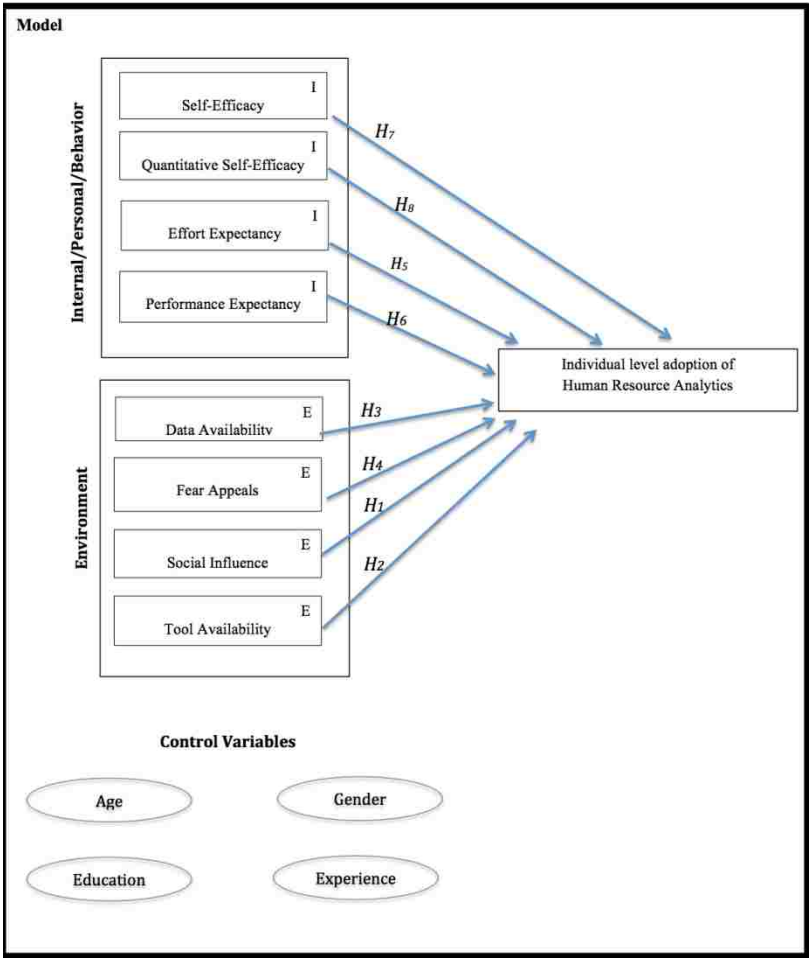 Model
Internal/Personal/Behavior
I
Self-Efficacy
I
Quantitative Self-Efficacy
I
Effort Expectancy
I
Performance Expectancy
H7
H8
H5
H6
Individual level adoption of
Human Resource Analytics
Environment
E
Data Availability
E
Fear Appeals
E
Social Influence
E
Tool Availability
H3
H4
H1
H2
Control Variables
Age
Gender
Education
Experience